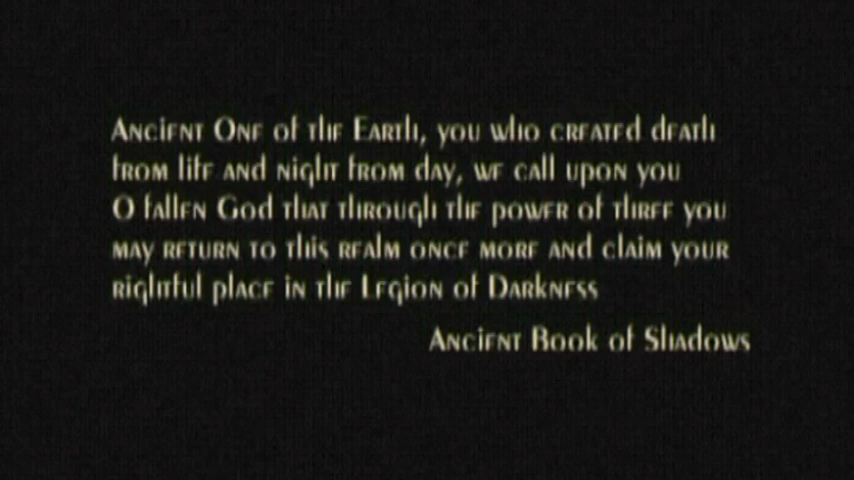 Ancient One of the Earth, you who created death
from life and night from day, we call upon you
O fallen God that through the power of three you
may return to this realm once more and claim your
rightful place in the Legion of Darkness
Ancient Book of Shadows